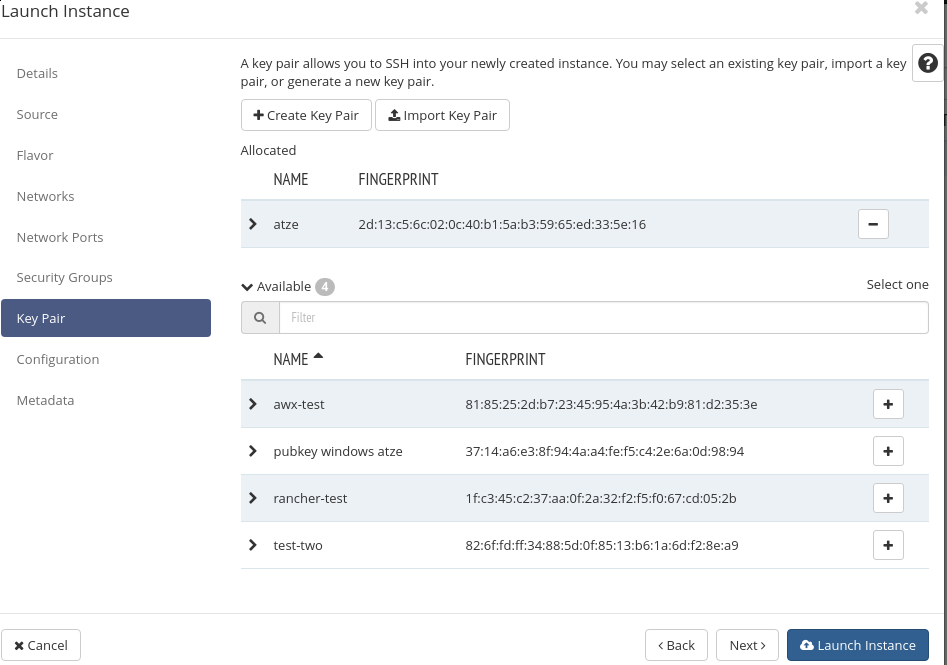 Launch Instance
Details
Source
Flavor
Networks
Network Ports
Security Groups
Key Pair
Configuration
Metadata
A key pair allows you to SSH into your newly created instance. You may select an existing key pair, import a key
pair, or generate a new key pair.
Create Key Pair Import Key Pair
Allocated
NAME FINGERPRINT
atze 2d:13:c5:6c:02:0c:40:b1:5a:b3:59:65:ed:33:5e:16
Available 4 Select one
Filter
NAME FINGERPRINT
awx-test 81:85:25:2d:b7:23:45:95:4a:3b:42:b9:81:d2:35:3e
pubkey windows atze 37:14:a6:e3:8f:94:4a:a4:fe:f5:c4:2e:6a:0d:98:94
rancher-test 1f:c3:45:c2:37:aa:0f:2a:32:f2:f5:f0:67:cd:05:2b
test-two 82:6f:fd:ff:34:88:5d:0f:85:13:b6:1a:6d:f2:8e:a9
Cancel < Back Next > Launch Instance